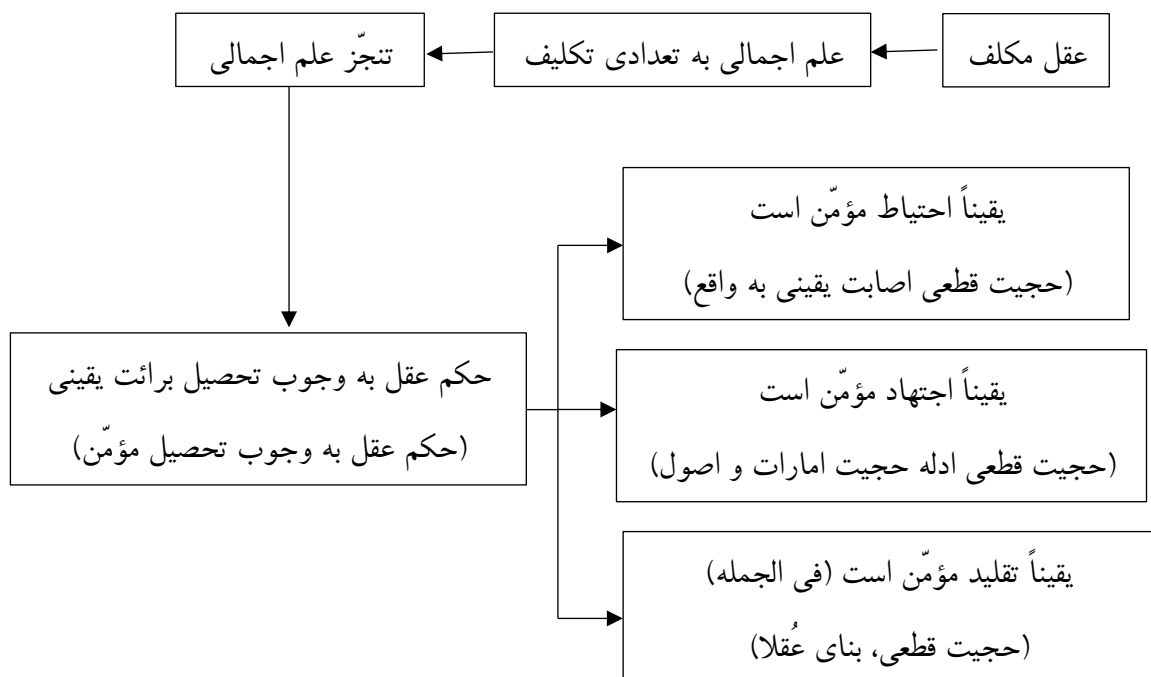 عقل مکلف
علم اجمالی به تعدادی تکلیف
تنجّز علم اجمالی
حکم عقل به وجوب تحصیل برائت یقینی
(حکم عقل به وجوب تحصیل مؤمّن)
یقیناً احتیاط مؤمّن است
(حجیت قطعی اصابت یقینی به واقع)
یقیناً اجتهاد مؤمّن است
(حجیت قطعی ادله حجیت امارات و اصول)
یقیناً تقلید مؤمّن است (فی الجمله)
(حجیت قطعی، بنای عُقلا)